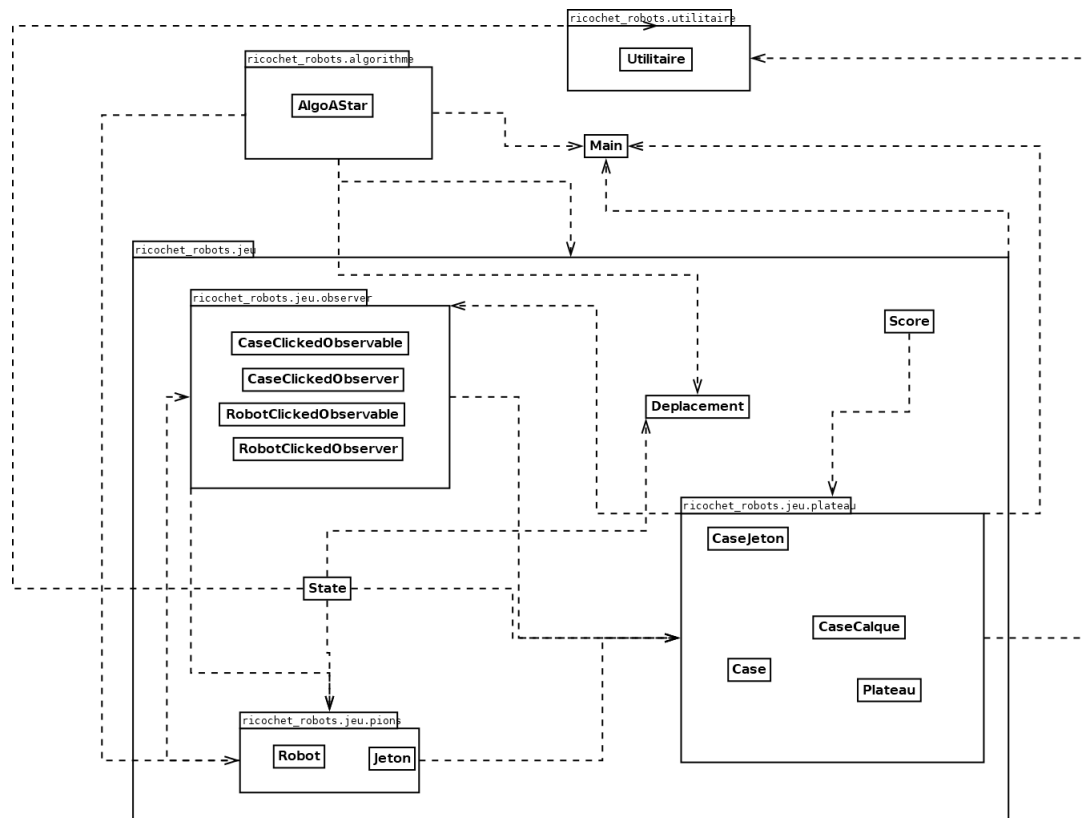 ricochet_robots.utilitaire
Utilitaire
ricochet_robots.algorithme
AlgoAStar
Main
ricochet_robots.jeu
ricochet_robots.jeu.observer
CaseClickedObservable
CaseClickedObserver
RobotClickedObservable
RobotClickedObserver
Score
Deplacement
ricochet_robots.jeu.plateau
CaseJeton
State
CaseCalque
Case
Plateau
ricochet_robots.jeu.pions
Robot
Jeton